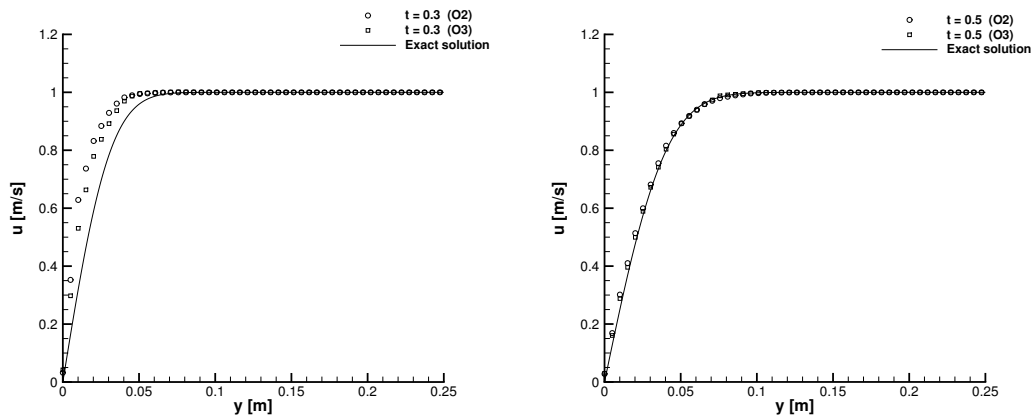 t = 0.3 (O2)
t = 0.3 (O3)
Exact solution
1.2
1
0.8
0.6
0.4
0.2
0
u [m/s]
0
0.05
0.1
0.15
0.2
0.25
y [m]
t = 0.5 (O2)
t = 0.5 (O3)
Exact solution
1.2
1
0.8
0.6
0.4
0.2
0
u [m/s]
0
0.05
0.1
0.15
0.2
0.25
y [m]